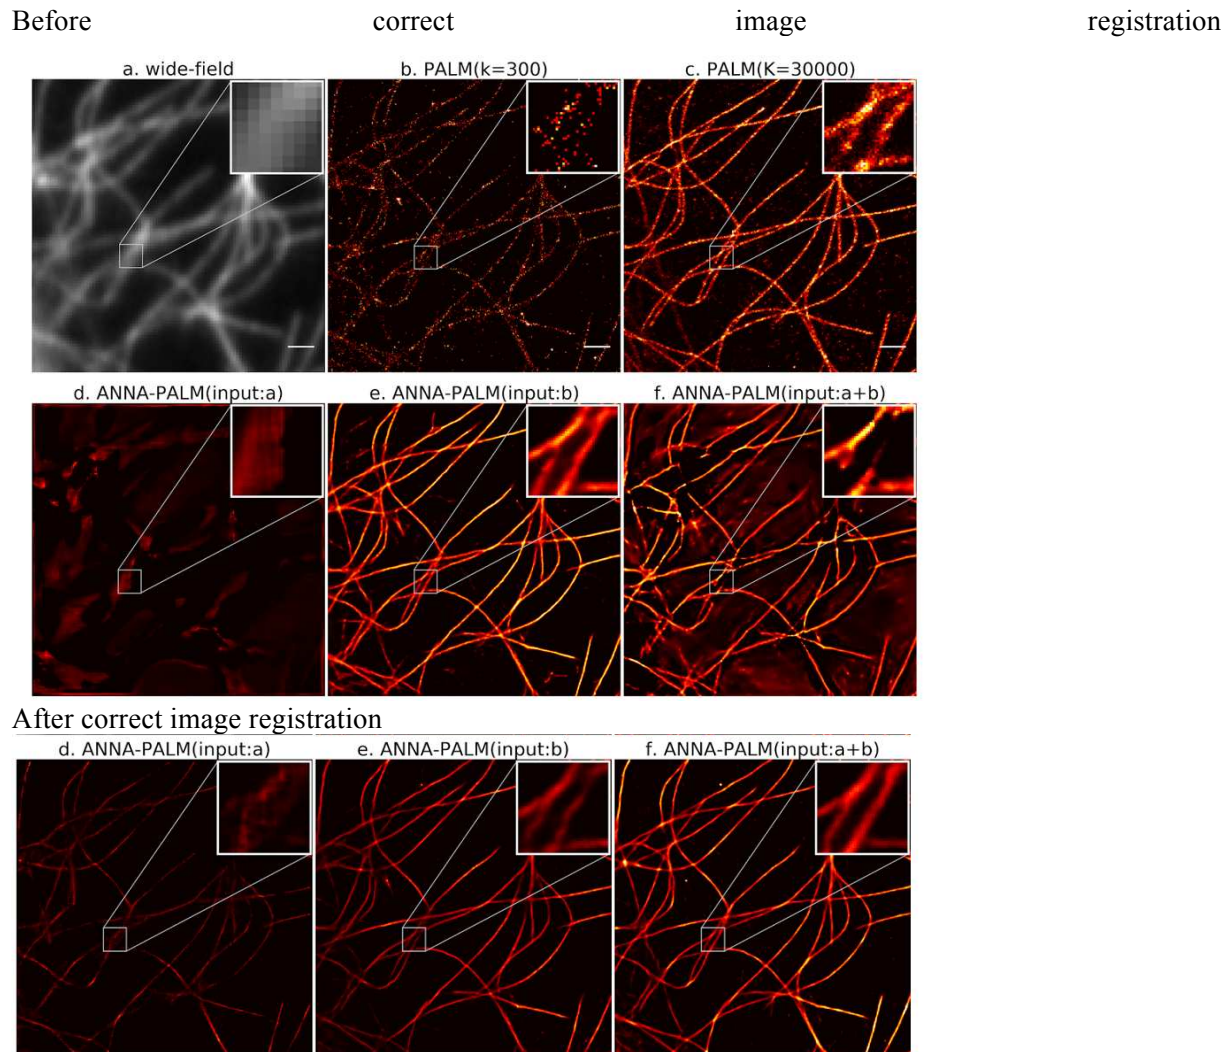 Before correct image registration
a. wide-field b. PALM(k=300) c. PALM(K=30000)
d. ANNA-PALM(input:a) e. ANNA-PALM(input:b) f. ANNA-PALM(input:a+b)
After correct image registration
d. ANNA-PALM(input:a) e. ANNA-PALM(input:b) f. ANNA-PALM(input:a+b)